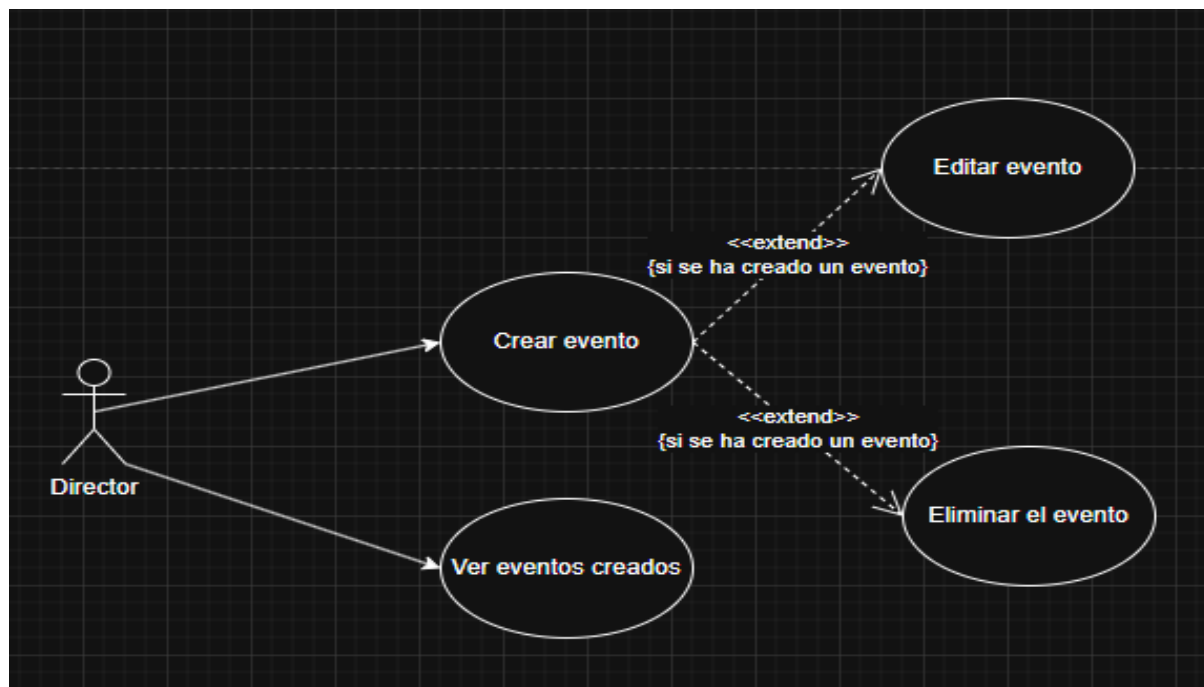 Editar evento
<<extend>>
{si se ha creado un evento}
Crear evento
<<extend>>
{si se ha creado un evento}
Director
Eliminar el evento
Ver eventos creados